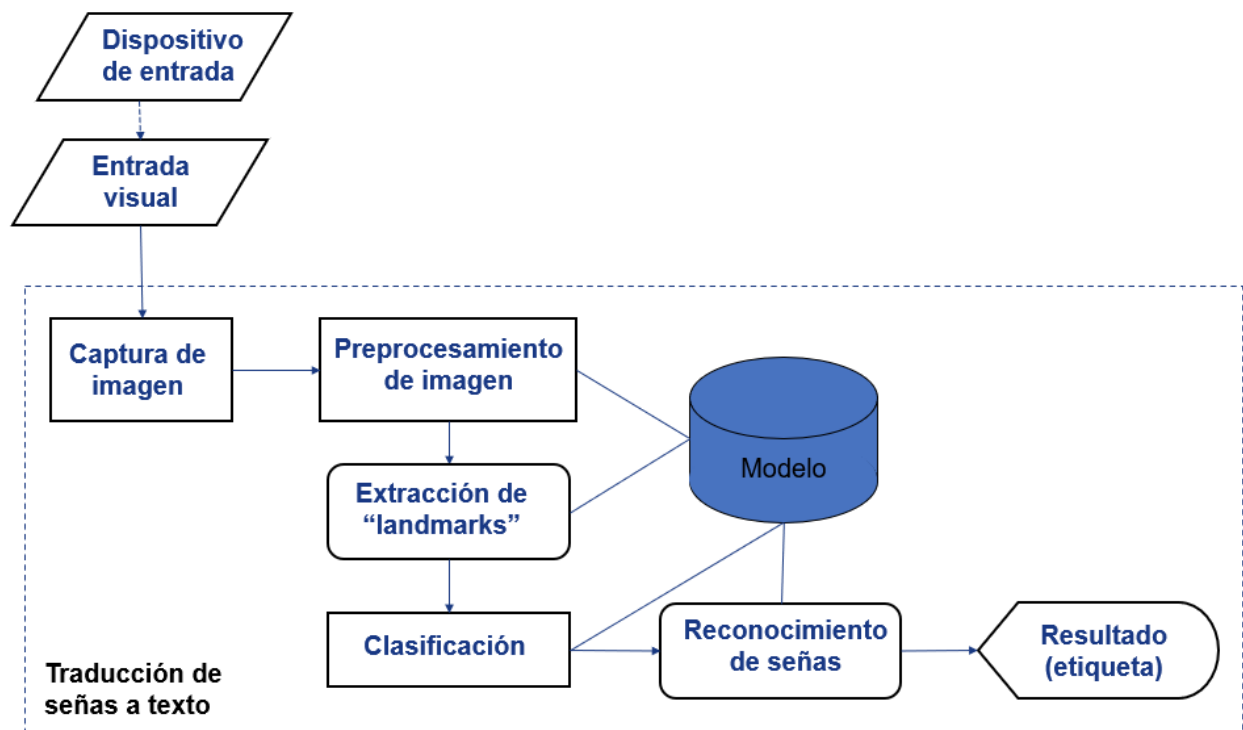 Dispositivo
de entrada
Entrada
visual
Captura de
imagen
Preprocesamiento
de imagen
Modelo
Extracción de
“landmarks”
Clasificación
Reconocimiento
de señas
Resultado
(etiqueta)
Traducción de
señas a texto